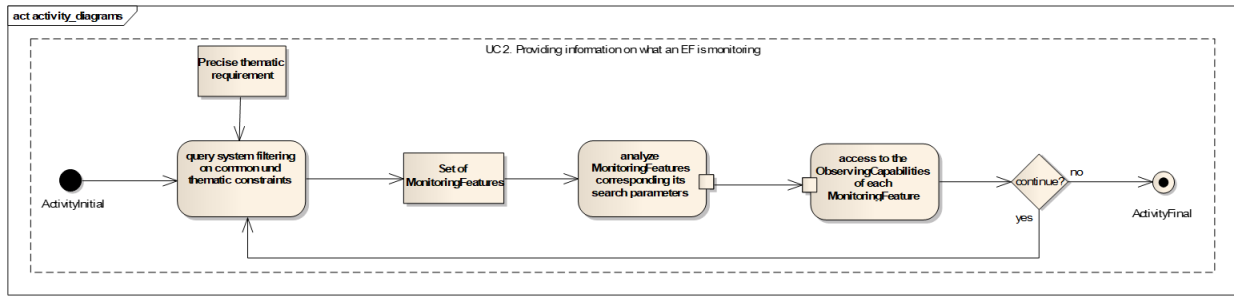 act activity_diagrams
UC 2. Providing information on what an EF is monitoring
Precise thematic
requirement
query system filtering
on common und
thematic constraints
Set of
MonitoringFeatures
analyze
MonitoringFeatures
corresponding its
search parameters
access to the
ObservingCapabilities
of each
MonitoringFeature
continue?
no
yes
ActivityInitial
ActivityFinal